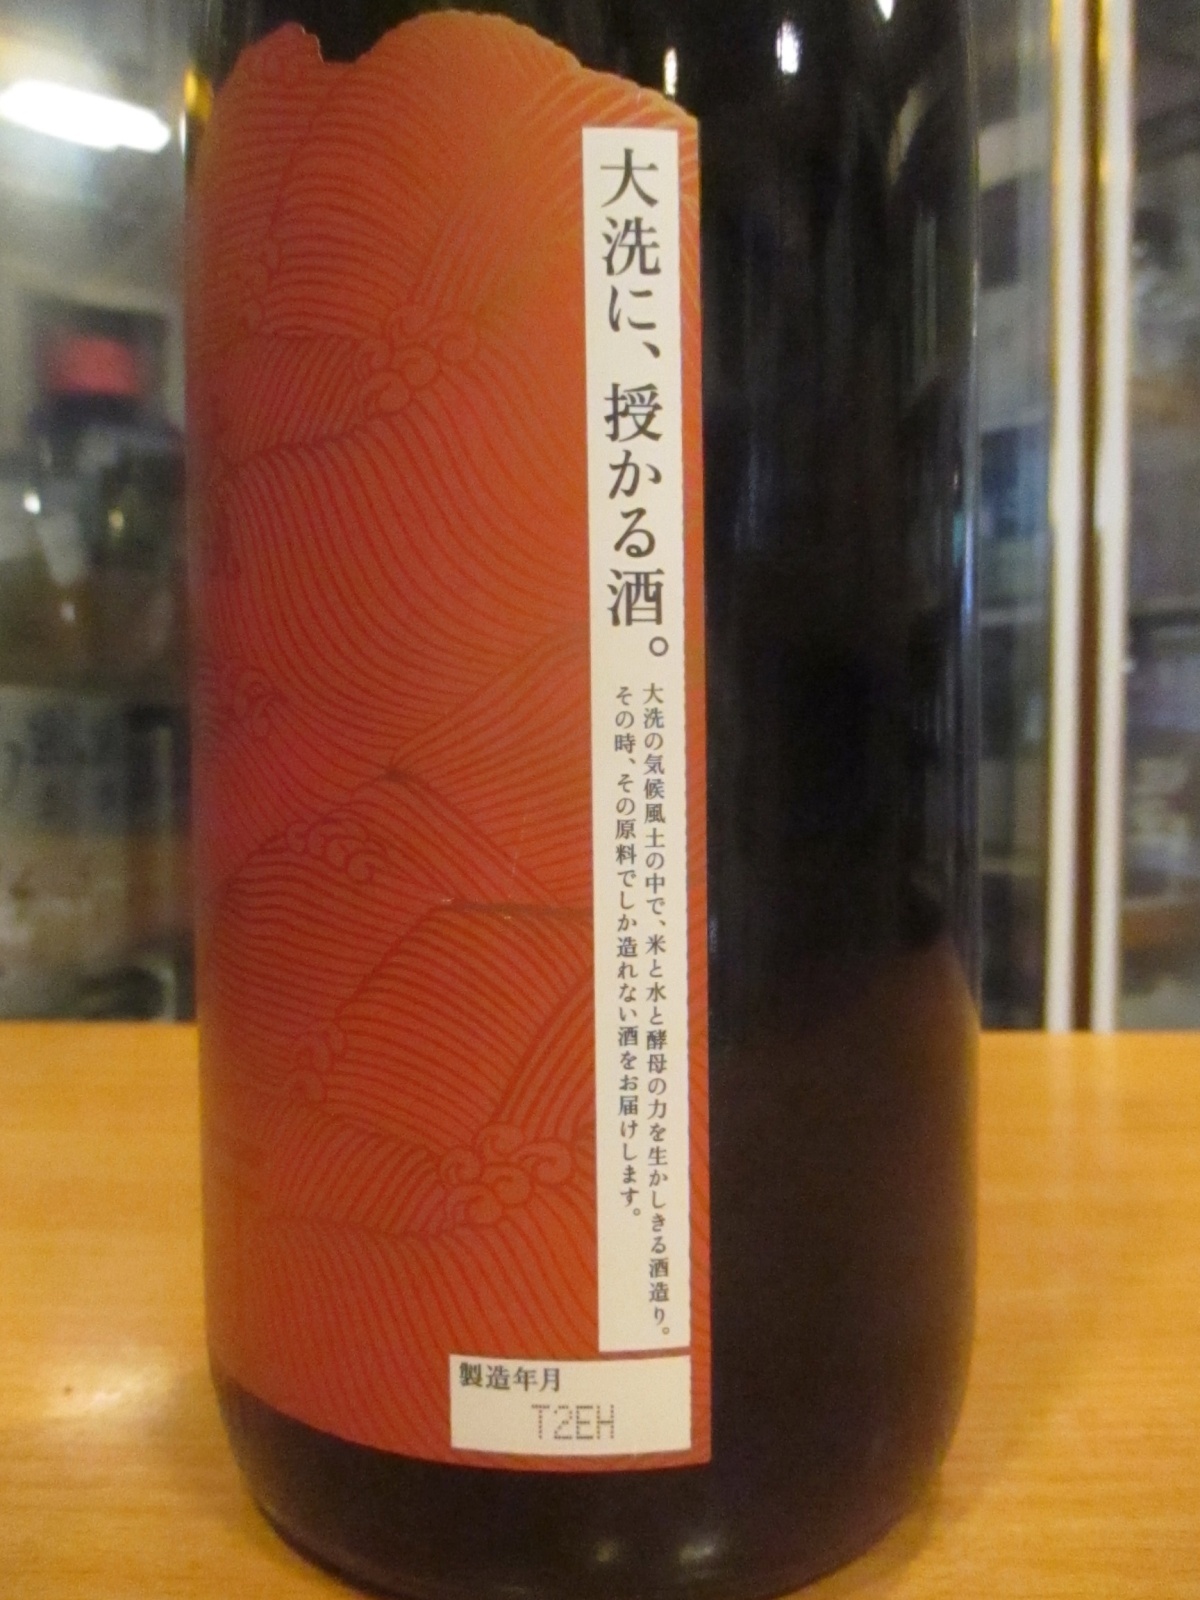 大洗に、授かる酒。
大洗の気候風土の中で、米と水と酵母の力を生かしきる酒造り。
その時、その原料でしか造れない酒をお届けします。
製造年月
T2EH